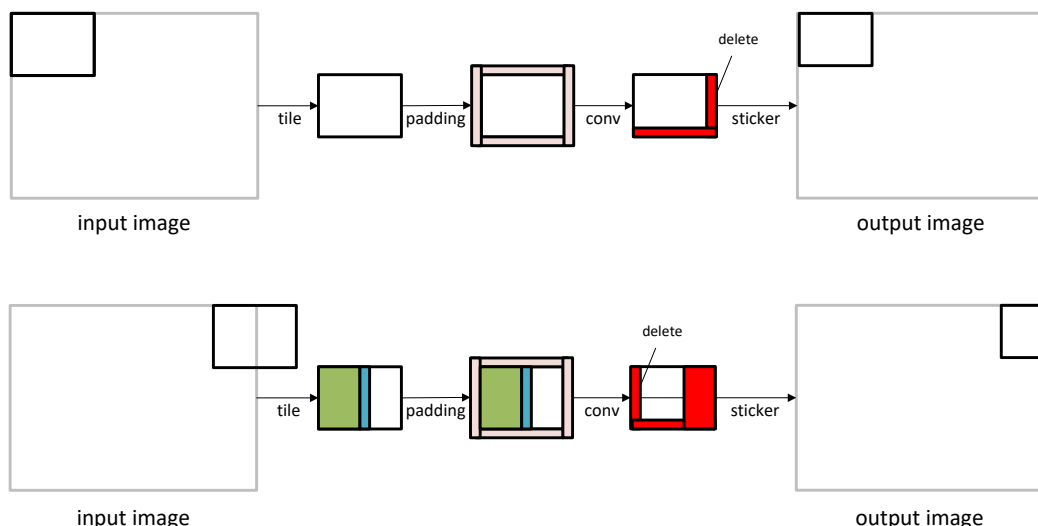 delete
tile
padding
conv
sticker
input image
output image
delete
tile
padding
conv
sticker
input image
output image